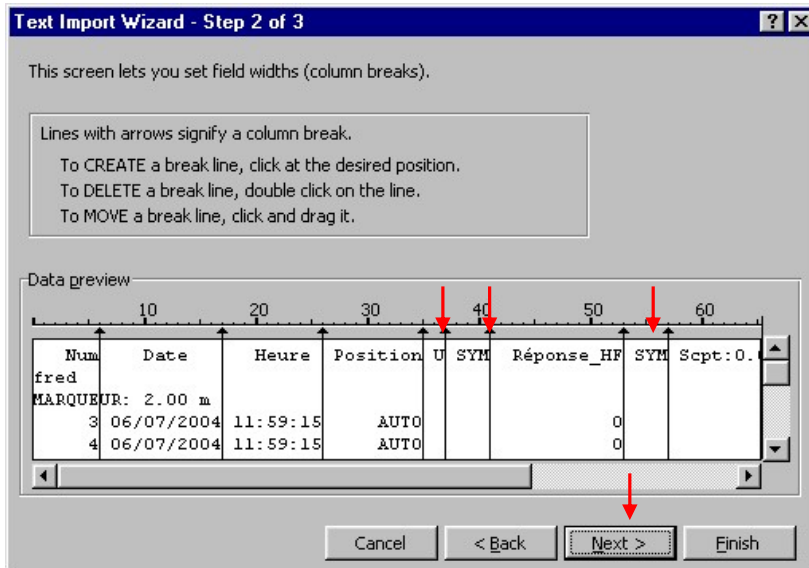 Text Import Wizard - Step 2 of 3
This screen lets you set field widths (column breaks).
Lines with arrows signify a column break.
To CREATE a break line, click at the desired position.
To DELETE a break line, double click on the line.
To MOVE a break line, click and drag it.
Data preview
10 20 30 40 50 60
Num Date Heure Position U SYM Réponse_HF SYM Scpt:0.
fred
MARQUEUR: 2.00 m
3 06/07/2004 11:59:15 AUTO 0
4 06/07/2004 11:59:15 AUTO 0
Cancel < Back Next > Finish